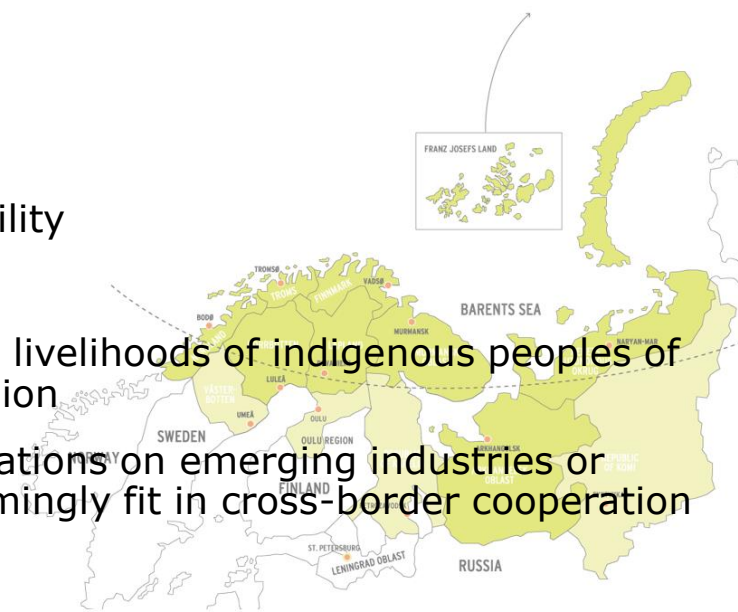 FRANZ JOSEFS LAND
ility
TROMSØ
TROMS
FINNMARK
VADSØ
BARENTS SEA
BODØ
MURMANSK
NARYAN-MAR
livelihoods of indigenous peoples of
ion
VÄSTER-
BOTTEN
LULEÅ
UMEÅ
OULU
OULU REGION
SWEDEN
NORWAY
ations on emerging industries or
ARKHANGELSK
OBLAST
REPUBLIC
OF KOMI
FINLAND
mingly fit in cross-border cooperation
ST. PETERSBURG
LENINGRAD OBLAST
RUSSIA